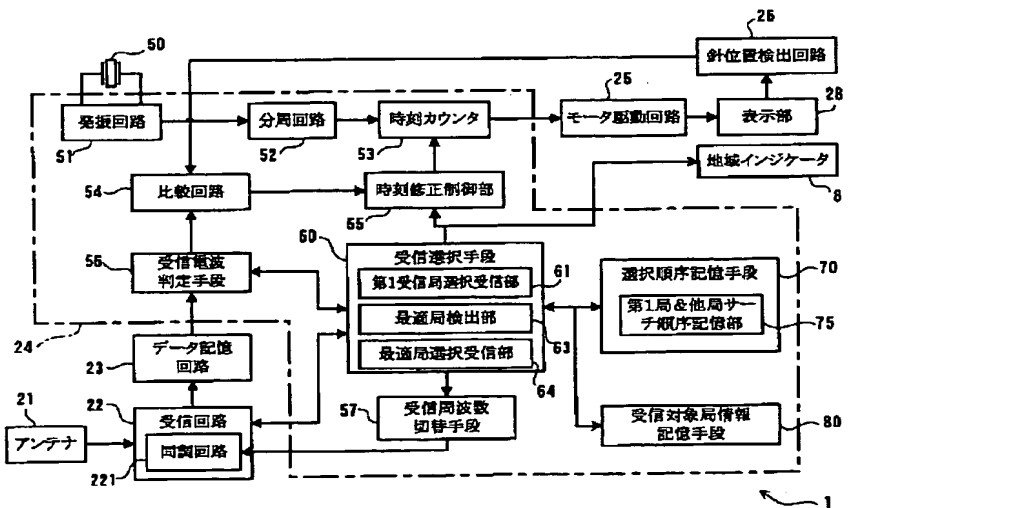 50
26
針位置検出回路
25
発振回路
分周回路
時刻カウンタ
モータ駆動回路
表示部
28
51
52
53
地域インジケータ
8
54
比較回路
時刻修正制御部
55
60
56
受信電波
判定手段
受信選択手段
第1受信局選択受信部
61
最適局検出部
63
最適局選択受信部
64
選択順序記憶手段
70
第1局&他局サー
チ順序記憶部
75
24
データ記憶
回路
23
57
受信周波数
切替手段
受信対象局情報
記憶手段
80
21
アンテナ
22
受信回路
同調回路
221
1